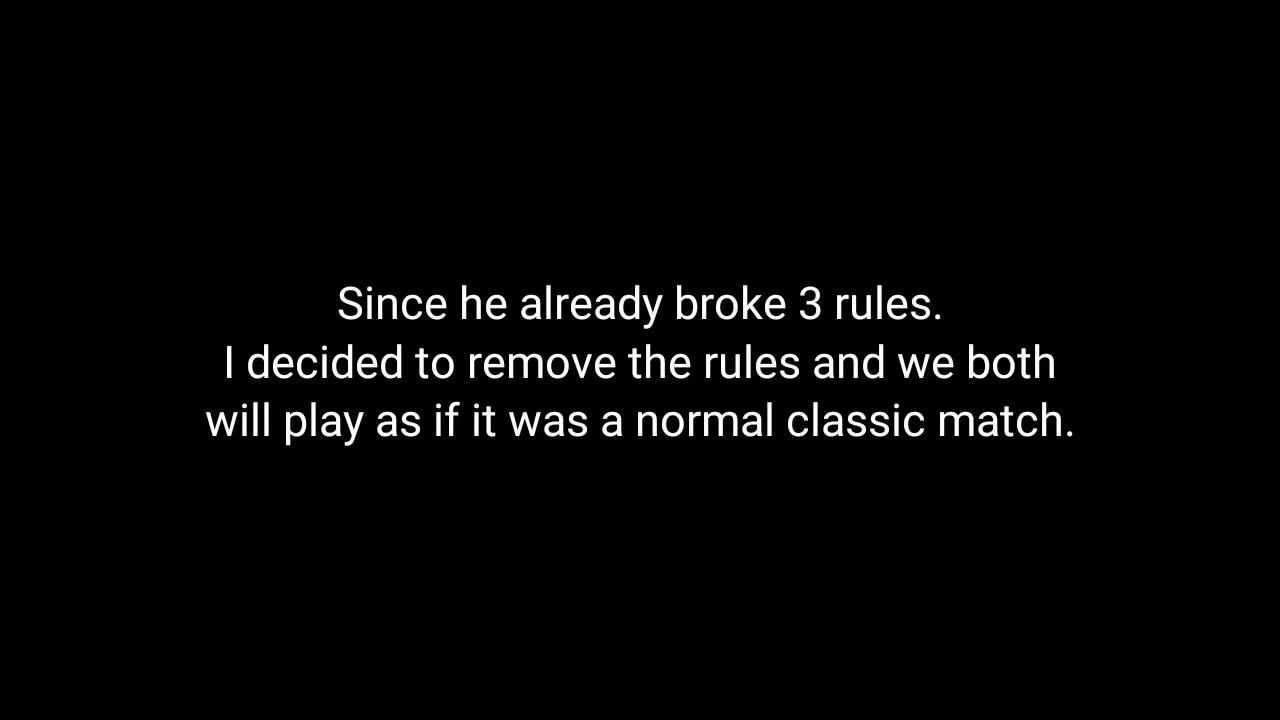 Since he already broke 3 rules.
I decided to remove the rules and we both
will play as if it was a normal classic match.